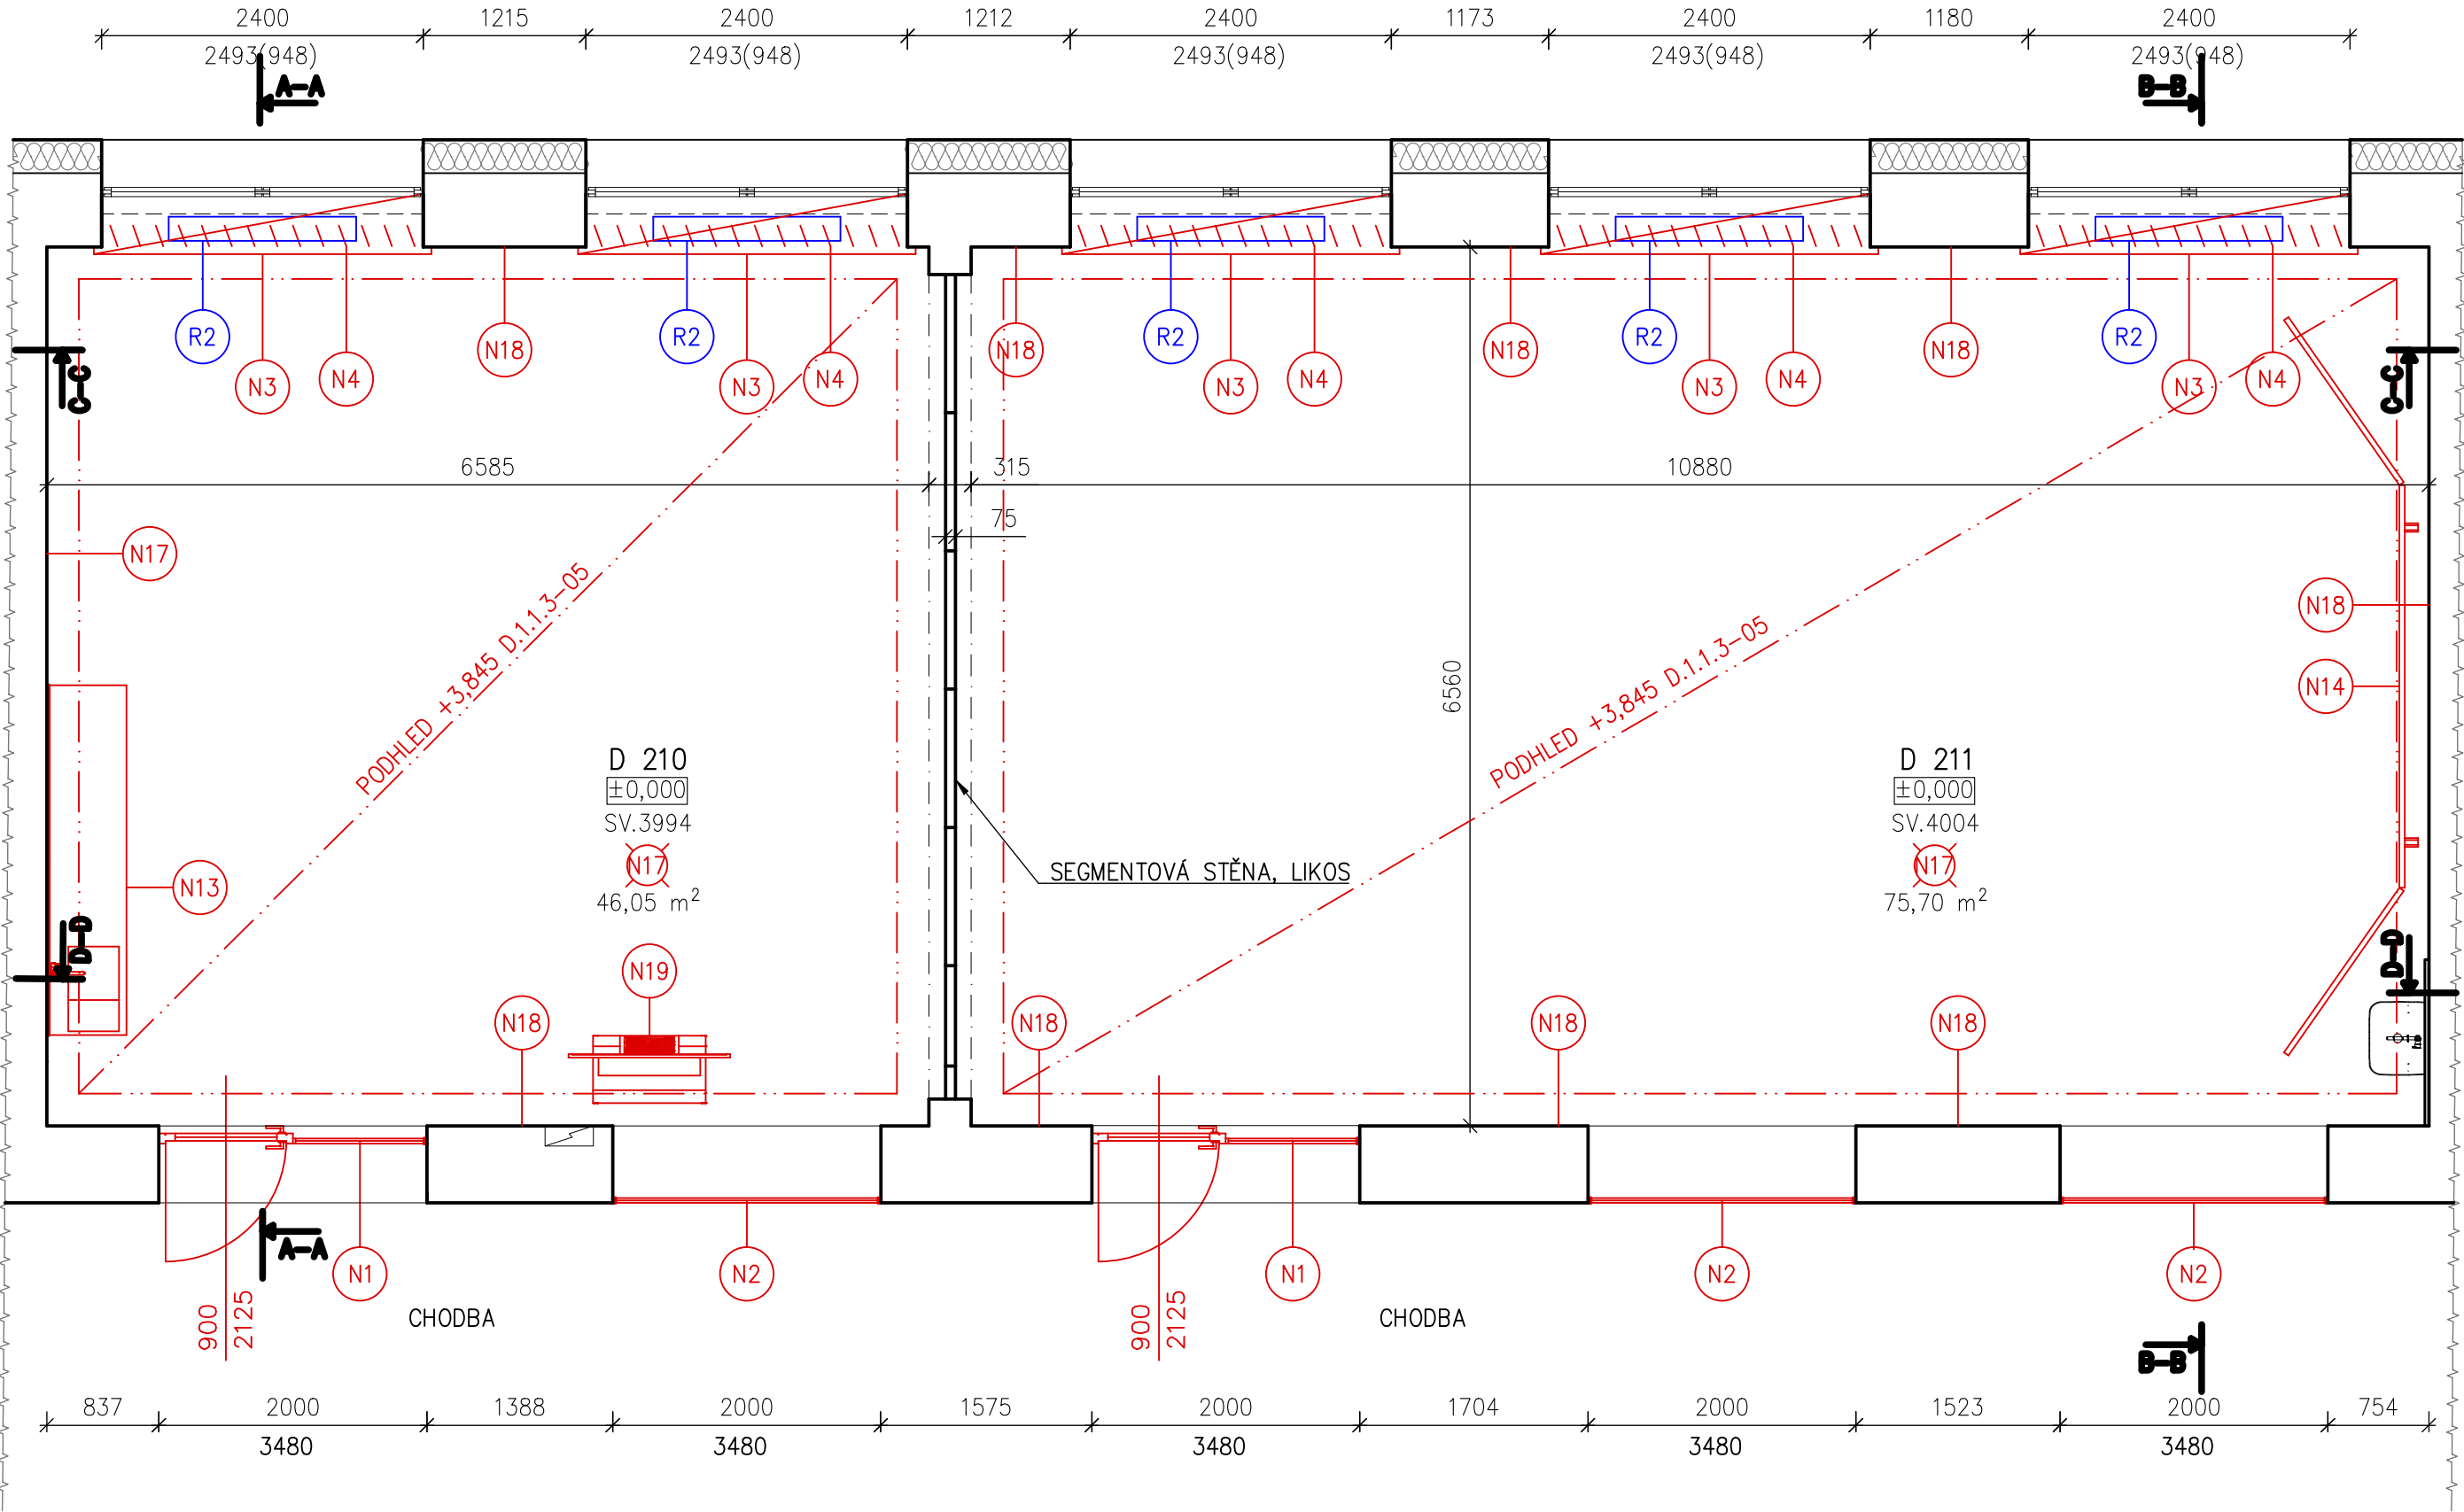 2400 1215 2400 1212 2400 1173 2400 1180 2400
2493(948) 2493(948) 2493(948) 2493(948) 2493(948)
A-A B-B
R2 R2 R2 R2 R2
N18 N18 N18 N18
N3 N4 N3 N4 N3 N4 N3 N4 N3 N4
C-C C-C
6585 315 10880
75
N17
N18
PODHLED +3,845 D.1.1.3-05
PODHLED +3,845 D.1.1.3-05
6560
N14
D 210
±0,000
SV.3994
N17
46,05 m²
D 211
±0,000
SV.4004
N17
75,70 m²
SEGMENTOVÁ STĚNA, LIKOS
N13
D-D D-D
N19
N18 N18 N18 N18
A-A
N1 N2 N1 N2 N2
900
2125
900
2125
CHODBA CHODBA
B-B
837 2000 1388 2000 1575 2000 1704 2000 1523 2000 754
3480 3480 3480 3480 3480